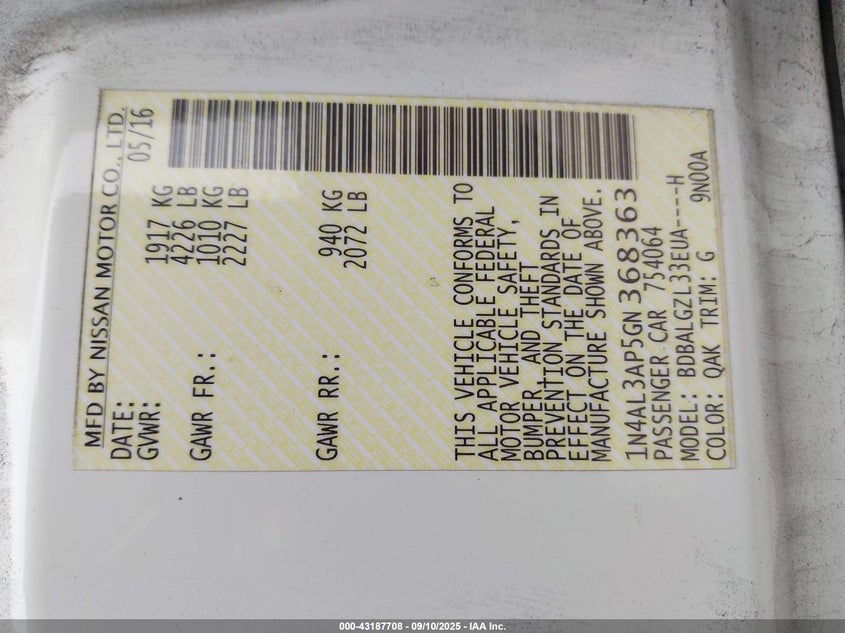 MFD BY NISSAN MOTOR CO., LTD.
DATE: 05/16
GVWR: 1917 KG
4226 LB
GAWR FR.: 1010 KG
2227 LB
GAWR RR.: 940 KG
2072 LB
THIS VEHICLE CONFORMS TO
ALL APPLICABLE FEDERAL
MOTOR VEHICLE SAFETY,
BUMPER, AND THEFT
PREVENTION STANDARDS IN
EFFECT ON THE DATE OF
MANUFACTURE SHOWN ABOVE.
1N4AL3AP5GN368363
PASSENGER CAR 754064
MODEL: BDBALGZL33EUA----H
COLOR: QAK TRIM: G 9N00A
000-43187708 - 09/10/2025 - IAA Inc.